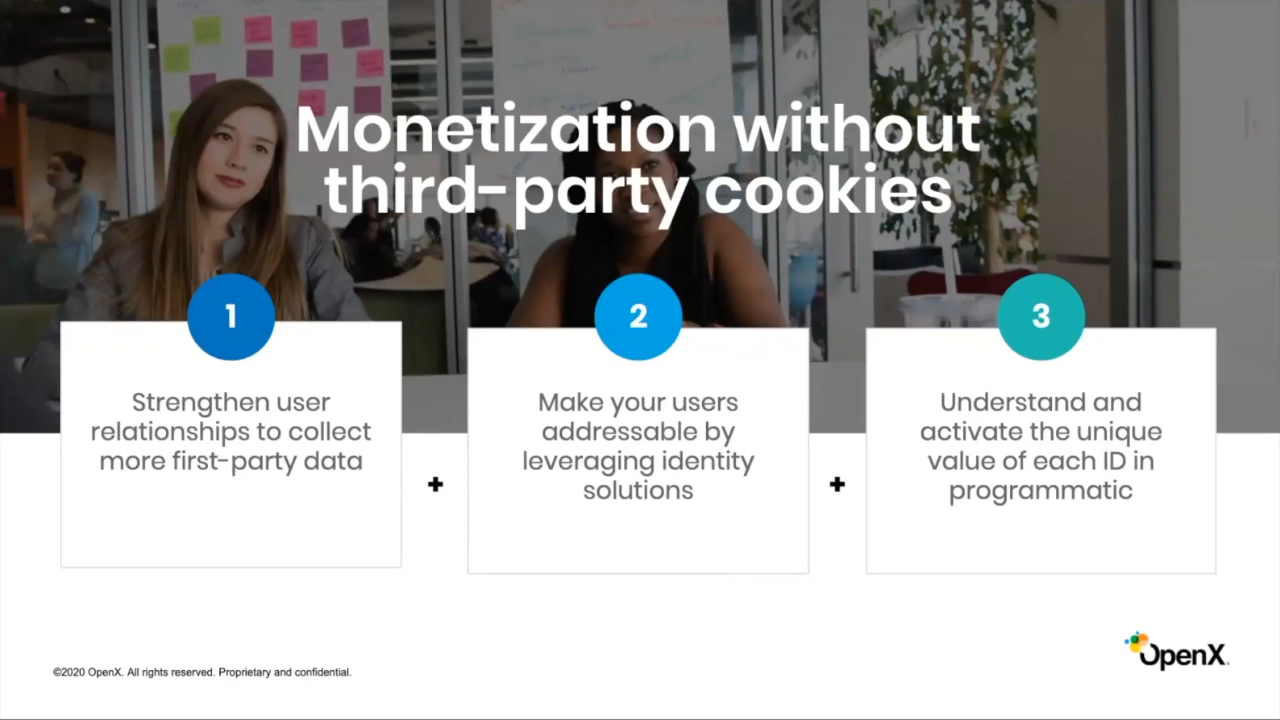 Monetization without
third-party cookies
1
Strengthen user
relationships to collect
more first-party data
+
2
Make your users
addressable by
leveraging identity
solutions
+
3
Understand and
activate the unique
value of each ID in
programmatic
©2020 OpenX. All rights reserved. Proprietary and confidential.
OpenX.